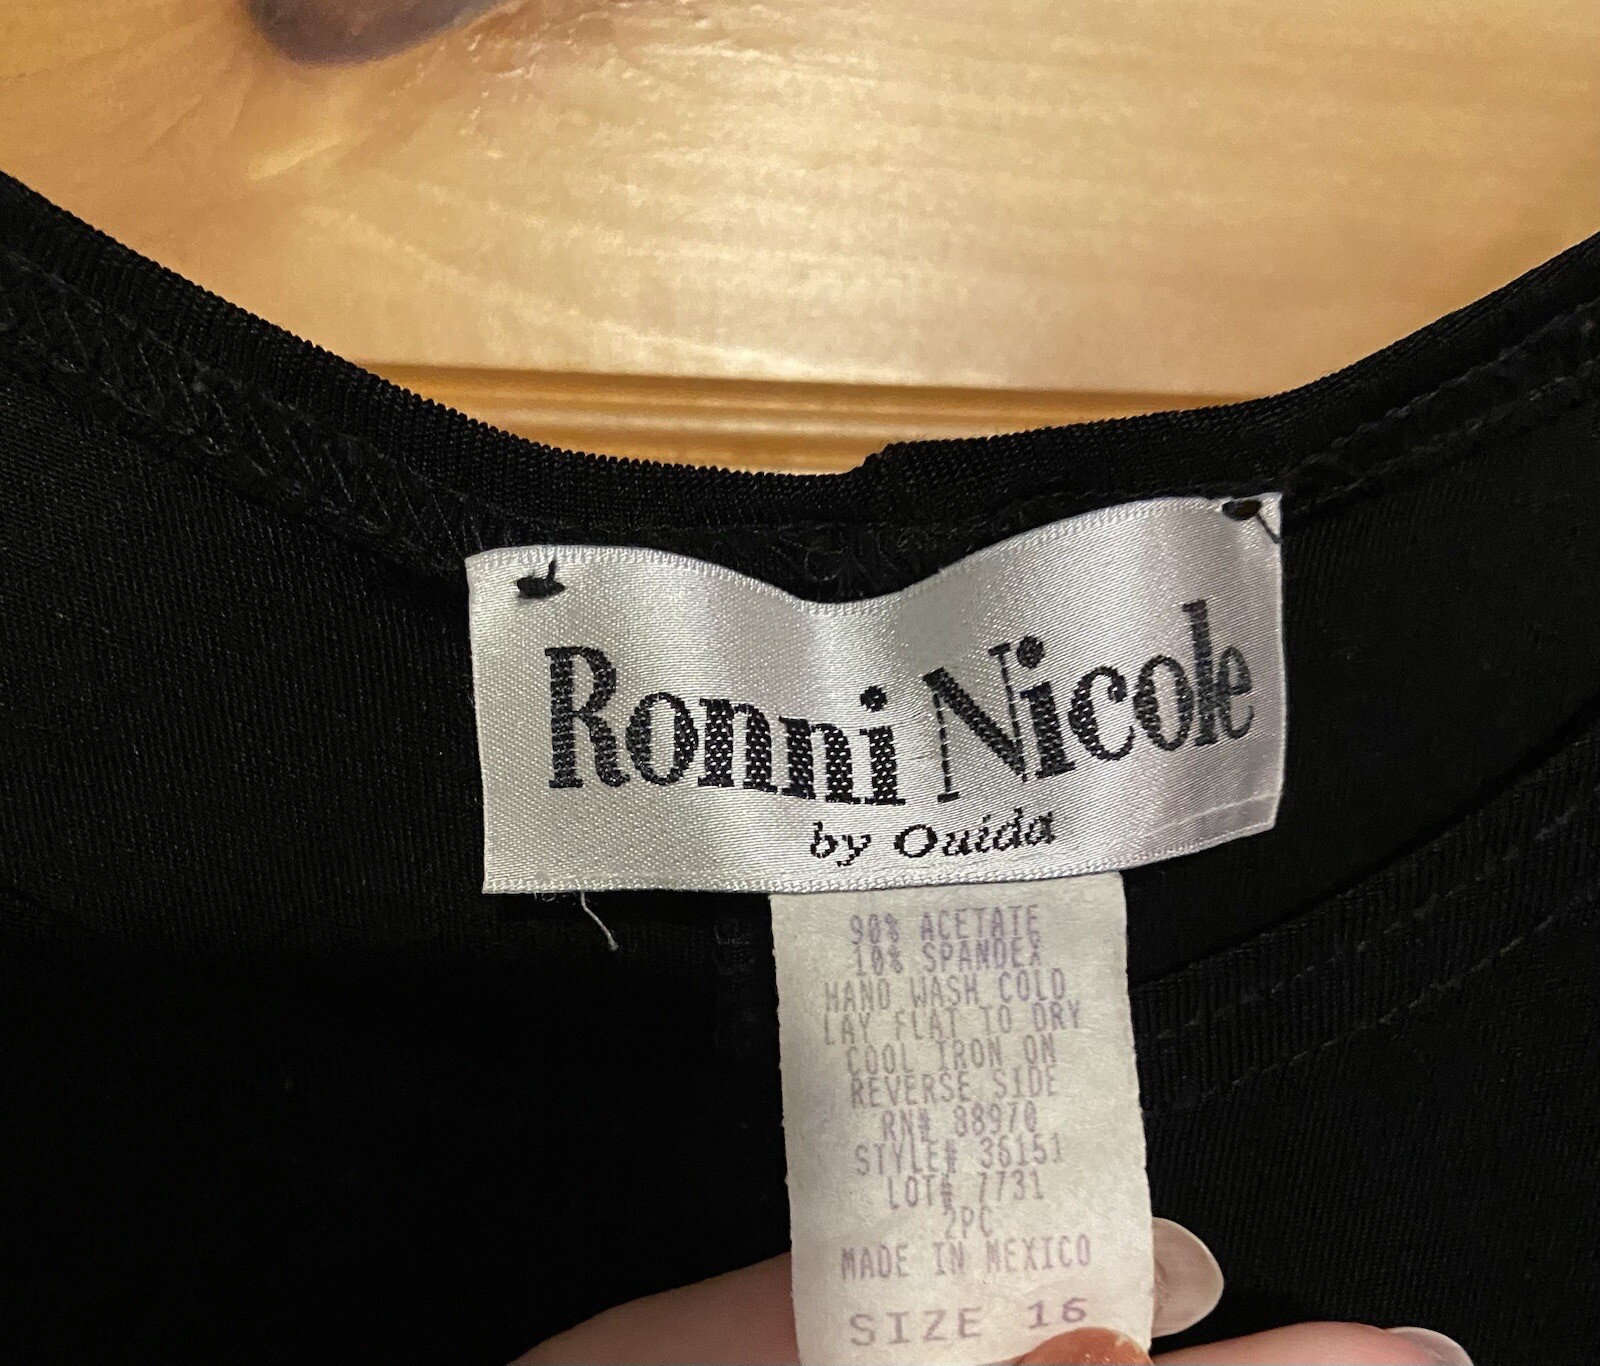 Ronni Nicole
by Ouida
90% ACETATE
10% SPANDEX
HAND WASH COLD
LAY FLAT TO DRY
COOL IRON ON
REVERSE SIDE
RN# 88970
STYLE# 36151
LOT# 7731
2PC
MADE IN MEXICO
SIZE 16